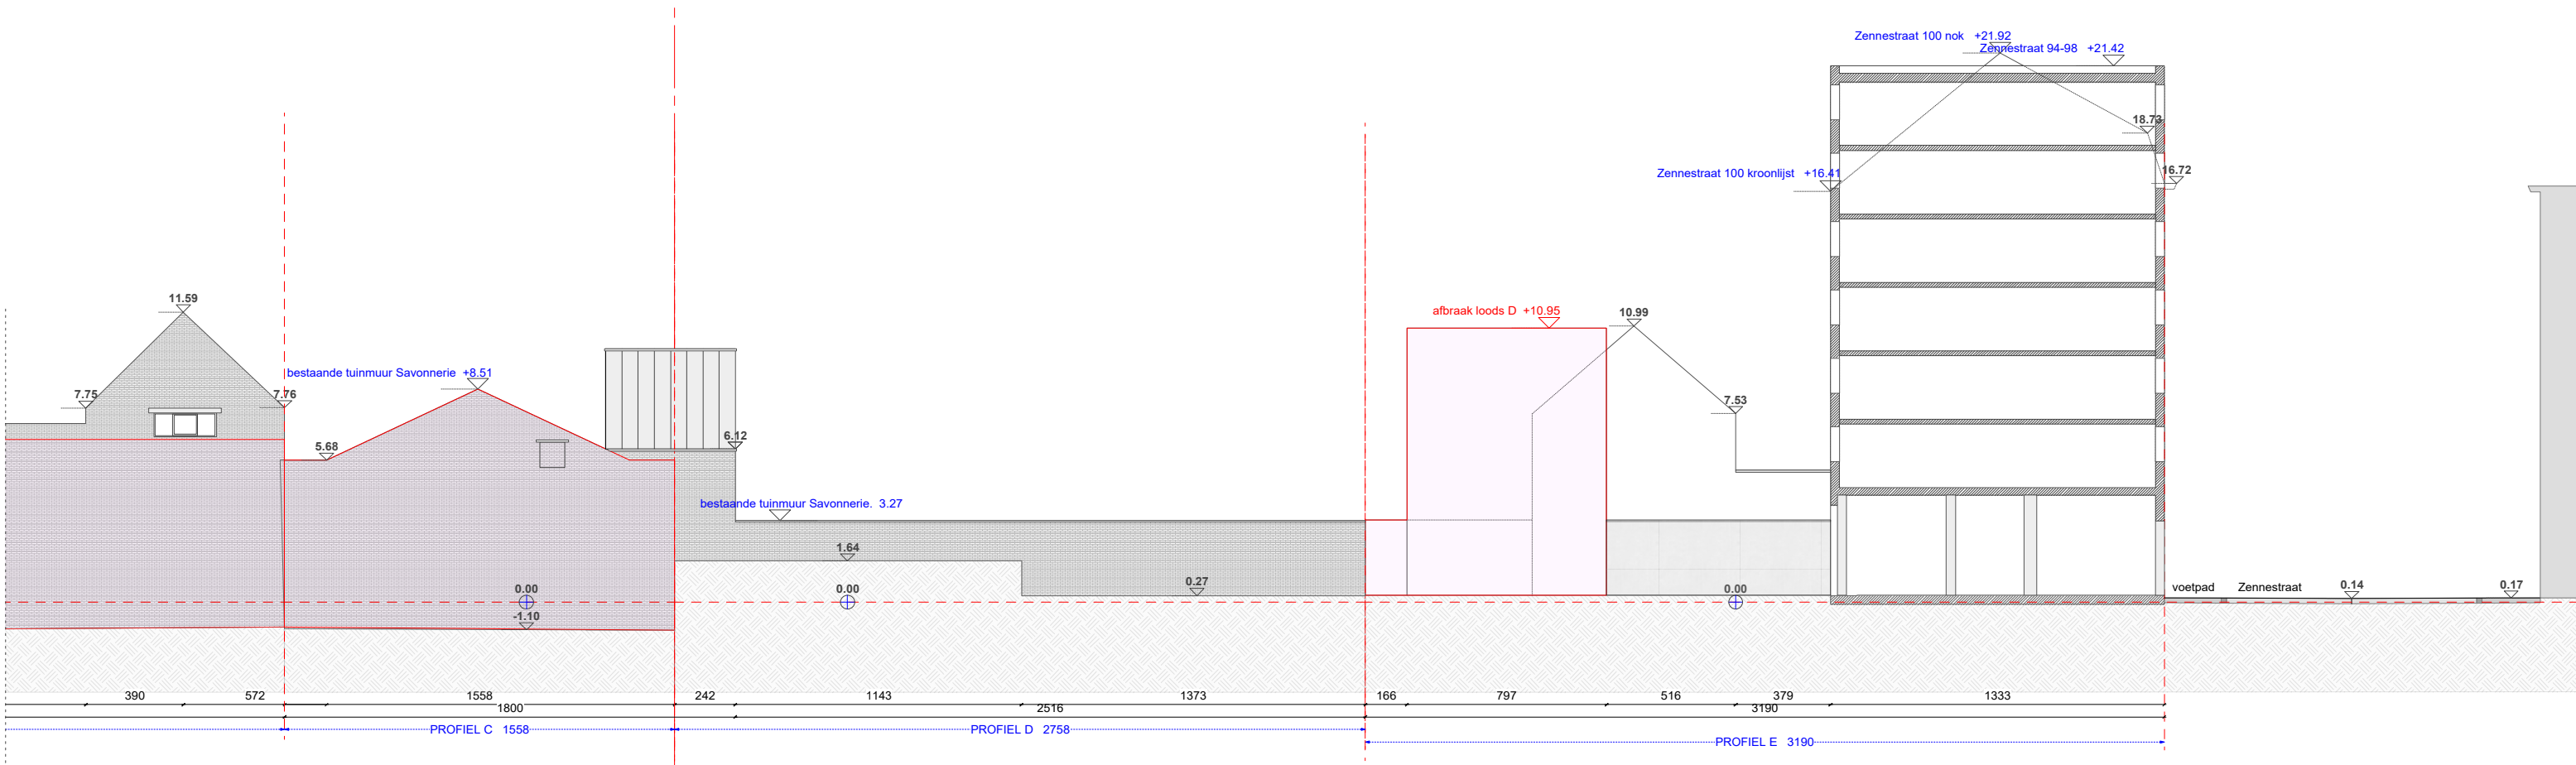 Zennestraat 100 nok +21.92
Zennestraat 94-98 +21.42
18.73
16.72
Zennestraat 100 kroonlijst +16.41
11.59
afbraak loods D +10.95
10.99
bestaande tuinmuur Savonnerie +8.51
7.75
7.76
7.53
5.68
6.12
bestaande tuinmuur Savonnerie. 3.27
1.64
0.27
0.00
0.00
0.00
-1.10
voetpad
Zennestraat
0.14
0.17
390
572
1558
242
1143
1373
166
797
516
379
1333
1800
2516
3190
PROFIEL C 1558
PROFIEL D 2758
PROFIEL E 3190